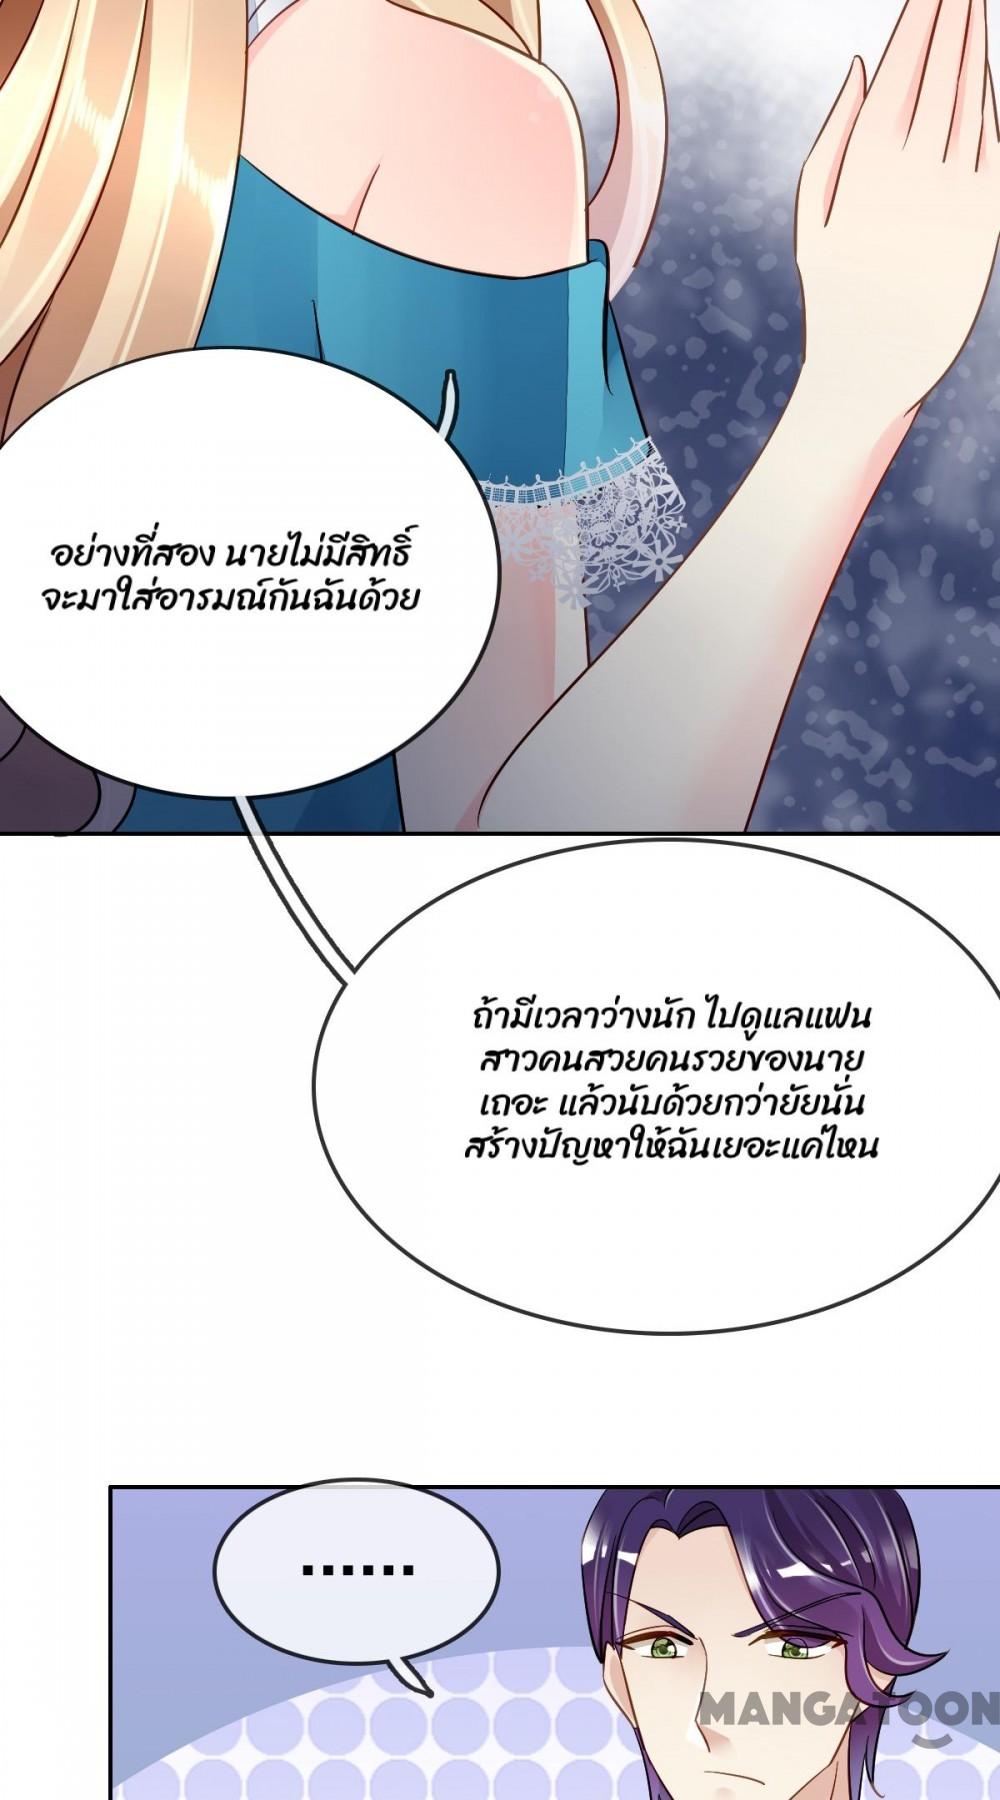 อย่างที่สอง นายไม่มีสิทธิ์
จะมาใส่อารมณ์กันฉันด้วย
ถ้ามีเวลาว่างนัก ไปดูแลแฟน
สาวคนสวยคนรวยของนาย
เถอะ แล้วนับด้วยกว่ายัยนั่น
สร้างปัญหาให้ฉันเยอะแค่ไหน
......
MANGATOON